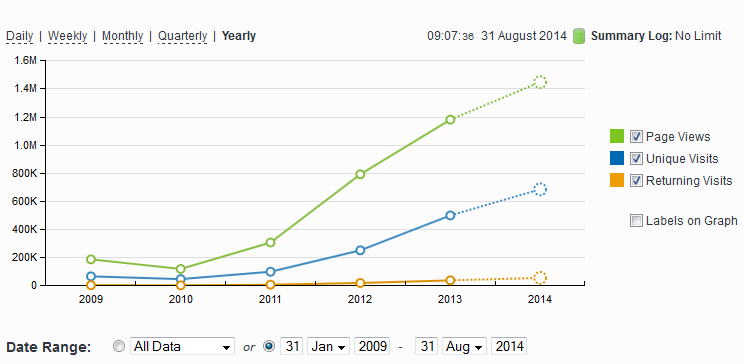 Daily | Weekly | Monthly | Quarterly | Yearly
09:07:36 31 August 2014 Summary Log: No Limit
1.6M
1.4M
1.2M
1.0M
800K
600K
400K
200K
0
2009 2010 2011 2012 2013 2014
Page Views
Unique Visits
Returning Visits
Labels on Graph
Date Range: All Data or 31 Jan 2009 - 31 Aug 2014